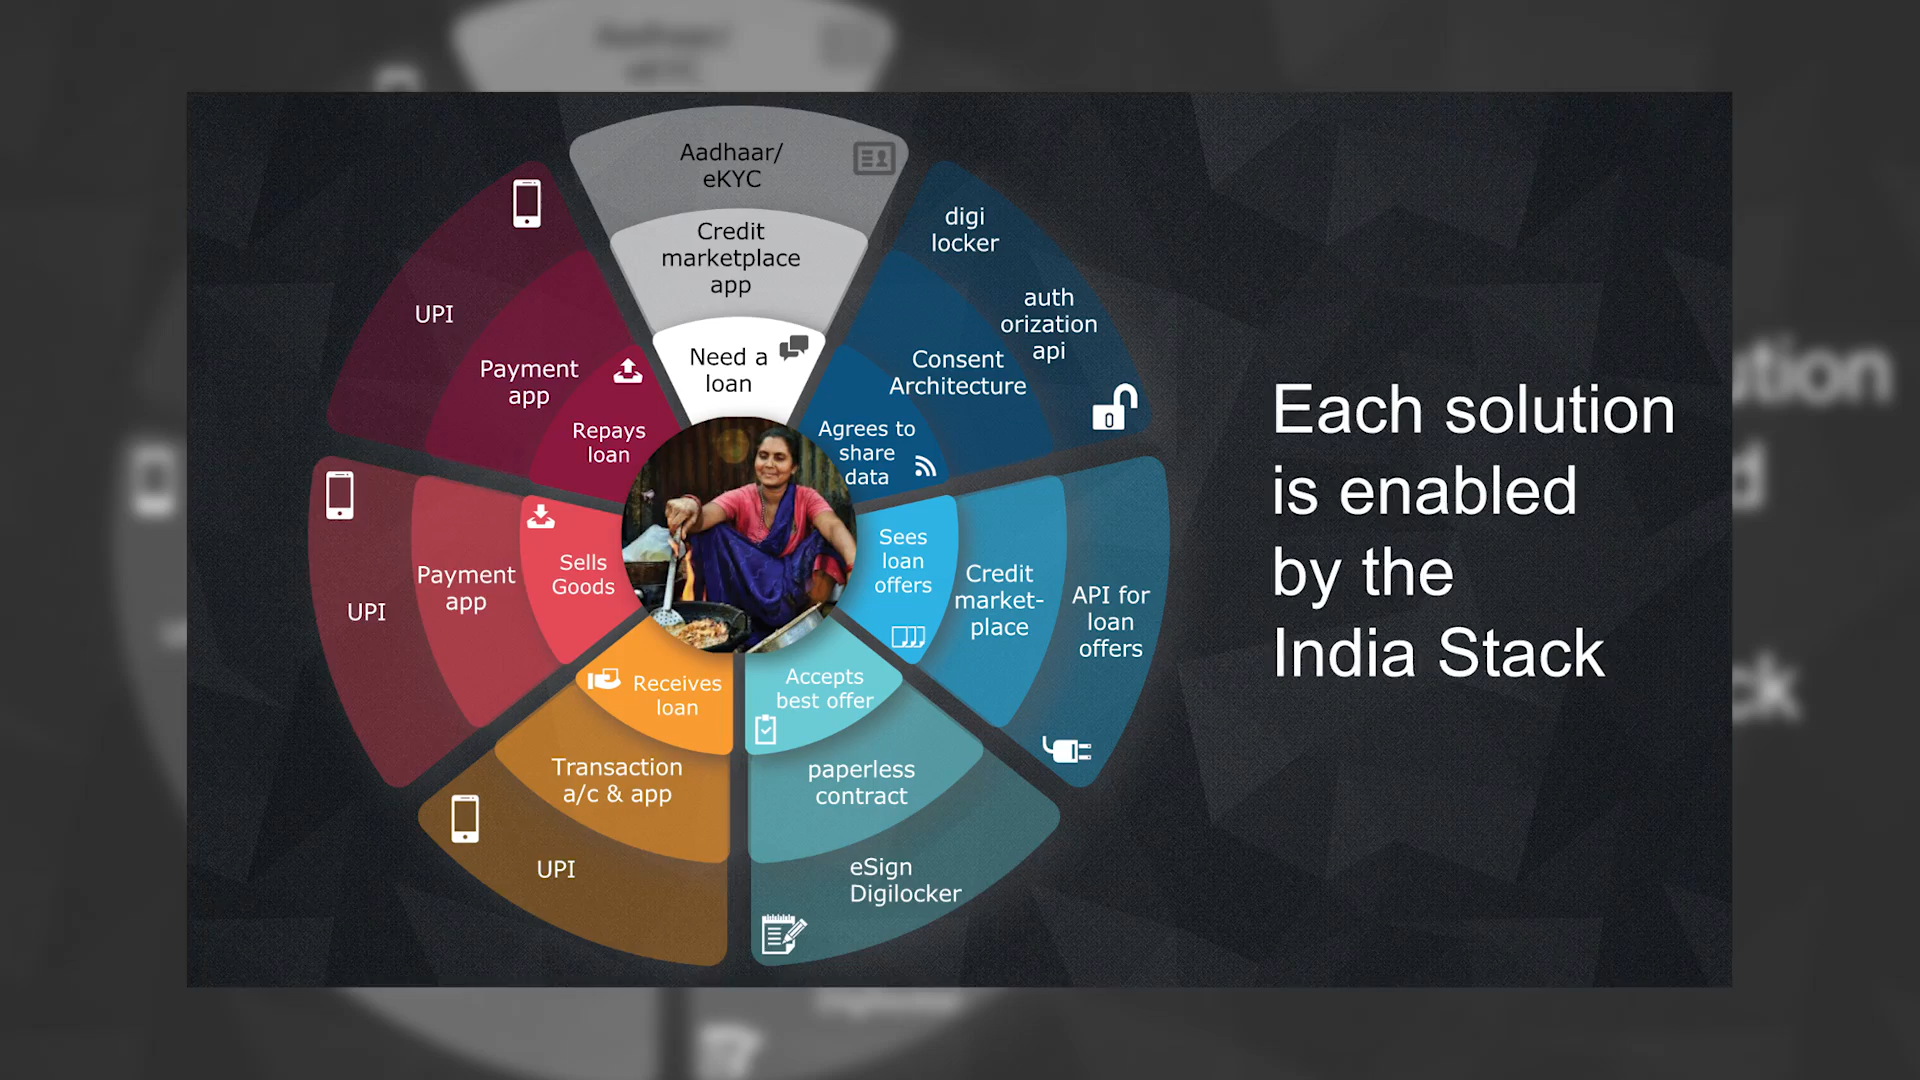 Aadhaar/
eKYC
Credit
marketplace
app
Need a
loan
digi
locker
auth
orization
api
Consent
Architecture
Agrees to
share
data
Sees
loan
offers
Credit
market-
place
API for
loan
offers
Accepts
best offer
paperless
contract
eSign
Digilocker
Receives
loan
Transaction
a/c & app
UPI
Sells
Goods
Payment
app
UPI
Repays
loan
Payment
app
UPI
Each solution
is enabled
by the
India Stack